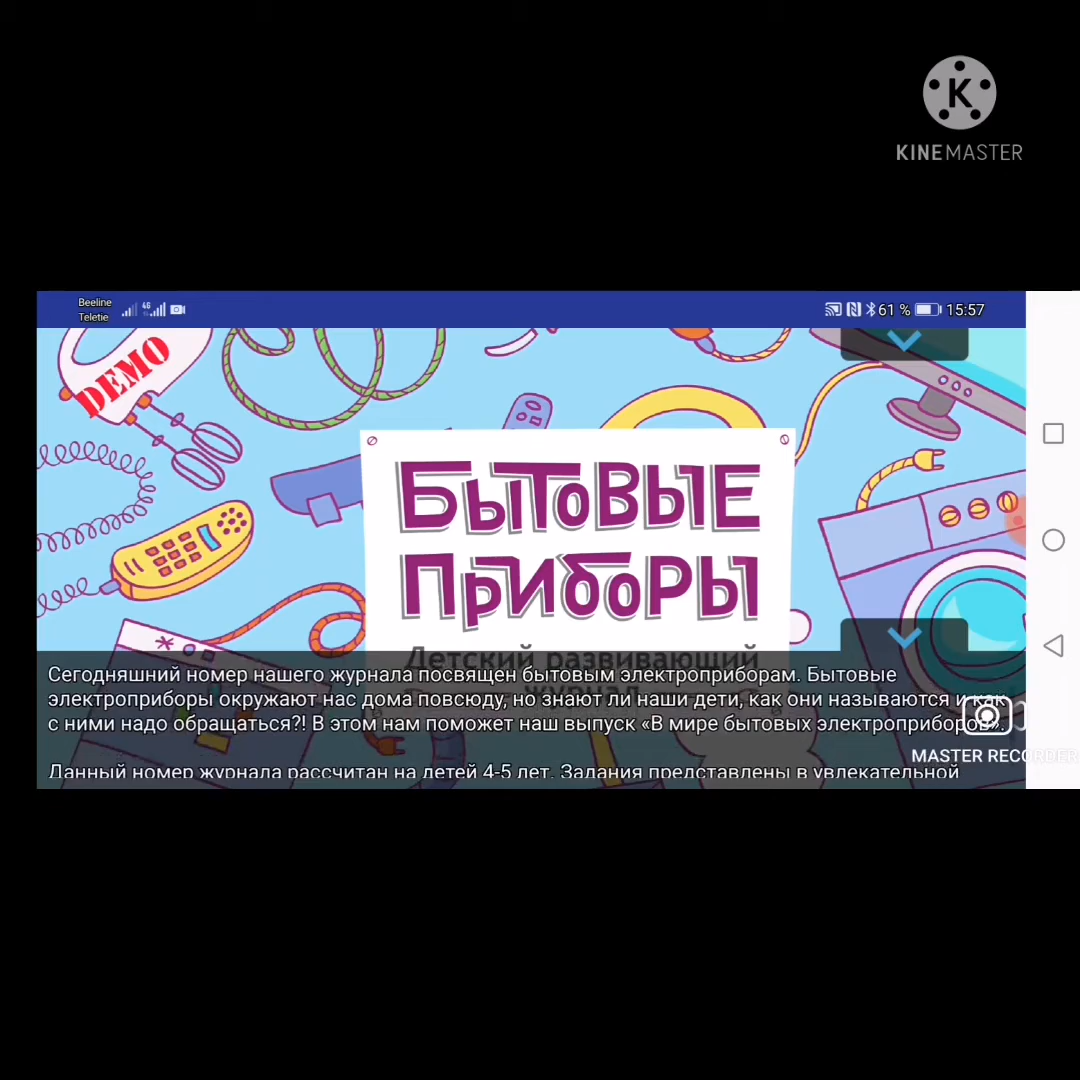 KINEMASTER
Beeline
Teletie
4G
61 %
15:57
DEMO
БЫТОВЫЕ
ПРИБОРЫ
Детский развивающий
журнал
Сегодняшний номер нашего журнала посвящен бытовым электроприборам. Бытовые
электроприборы окружают нас дома повсюду, но знают ли наши дети, как они называются и как
с ними надо обращаться?! В этом нам поможет наш выпуск «В мире бытовых электроприборов».
MASTER RECORDER
Данный номер журнала рассчитан на детей 4-5 лет. Задания представлены в увлекательной